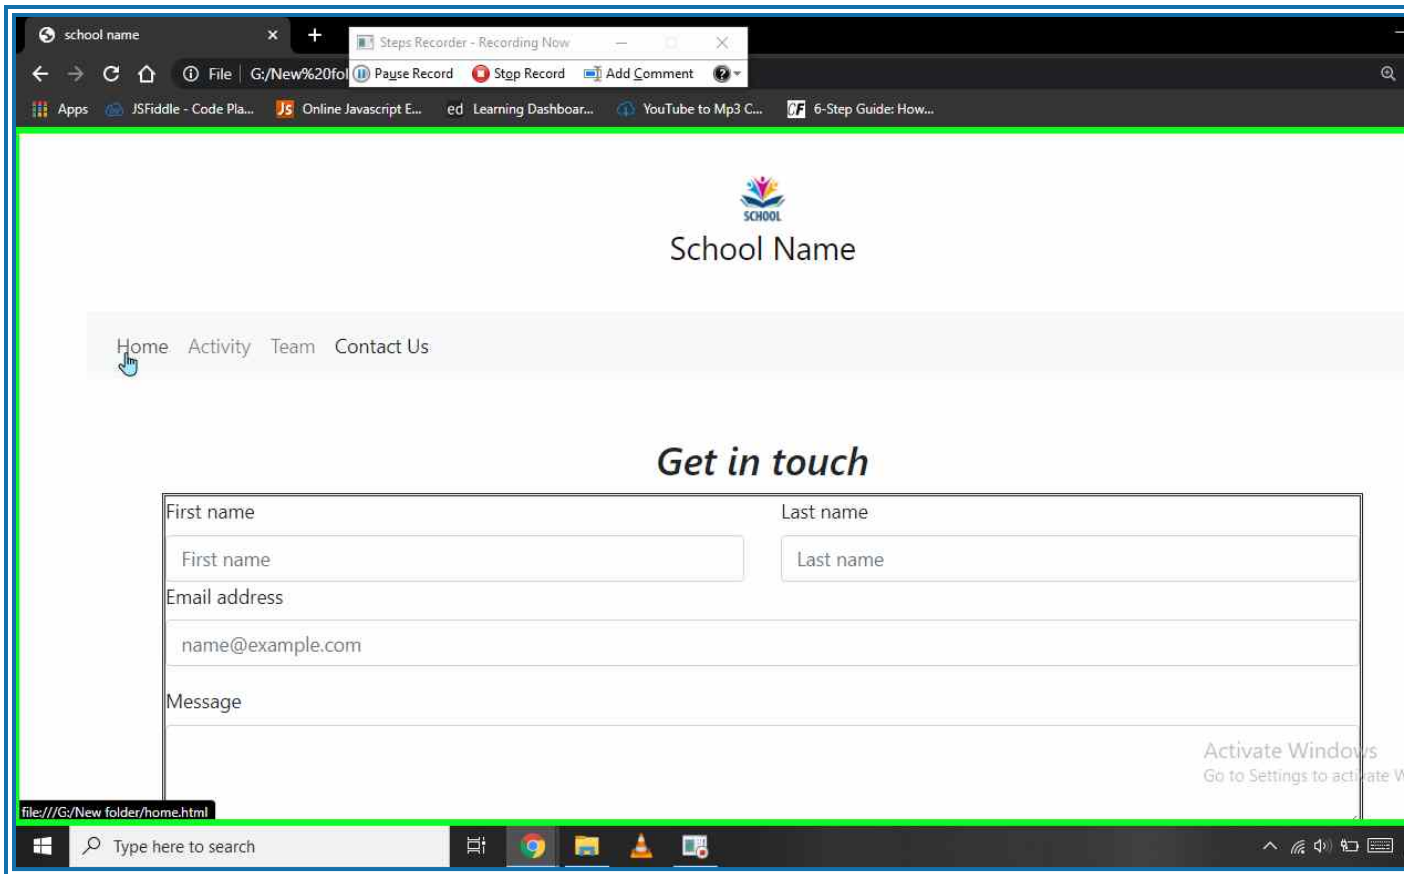 school name
Steps Recorder - Recording Now
File G:/New%20fol
Pause Record Stop Record Add Comment
Apps JSFiddle - Code Pla... JS Online Javascript E... ed Learning Dashboar... YouTube to Mp3 C... CF 6-Step Guide: How...
SCHOOL
School Name
Home Activity Team Contact Us
Get in touch
First name Last name
First name Last name
Email address
name@example.com
Message
Activate Windows
Go to Settings to activate W
file:///G:/New folder/home.html
Type here to search